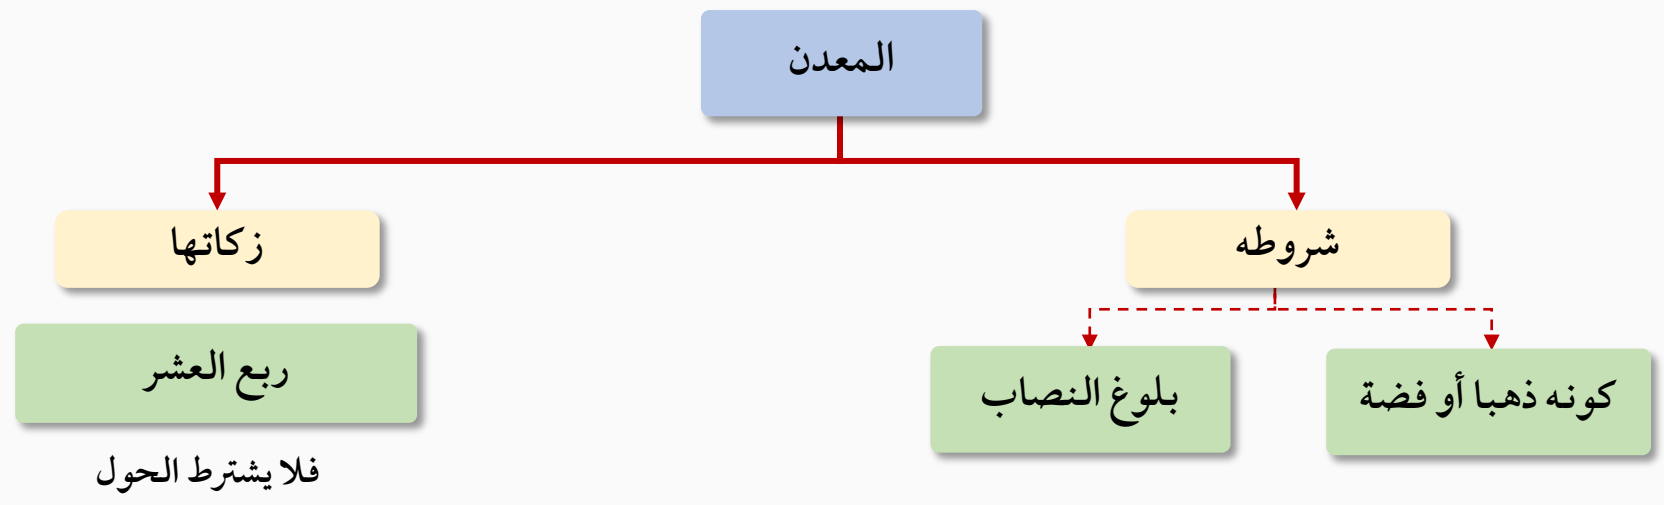 المعدن
شروطه
زكاتها
كونه ذهبا أو فضة
بلوغ النصاب
ربع العشر
فلا يشترط الحول